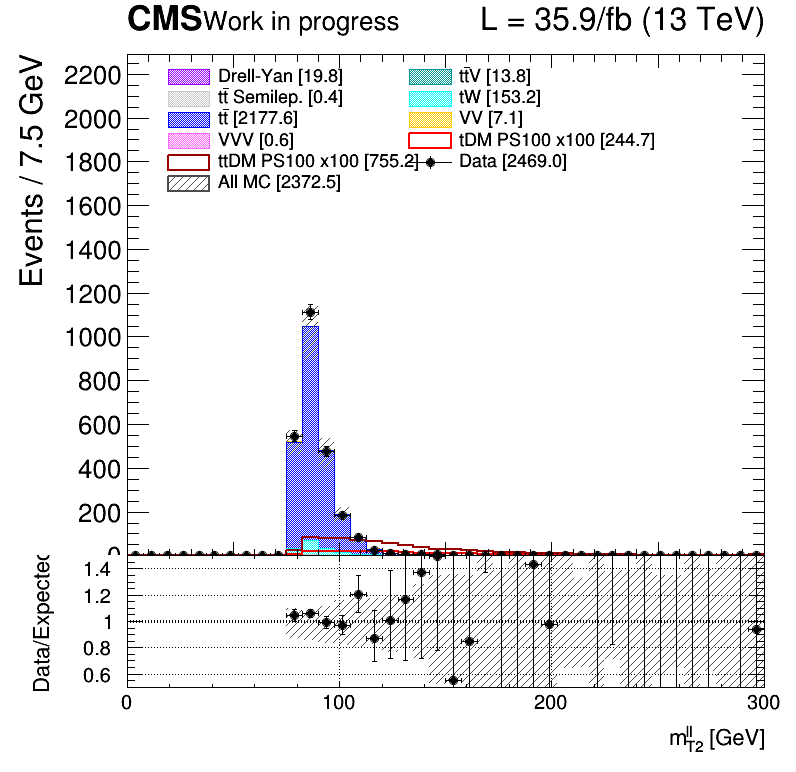 CMS Work in progress L = 35.9/fb (13 TeV)
Events / 7.5 GeV
2200
2000
1800
1600
1400
1200
1000
800
600
400
200
0
Drell-Yan [19.8]
tt̄V [13.8]
tt̄ Semilep. [0.4]
tW [153.2]
tt̄ [2177.6]
VV [7.1]
VVV [0.6]
tDM PS100 x100 [244.7]
ttDM PS100 x100 [755.2]
Data [2469.0]
All MC [2372.5]
Data/Expected
1.4
1.2
1
0.8
0.6
0 100 200 300
m_T2^ll [GeV]